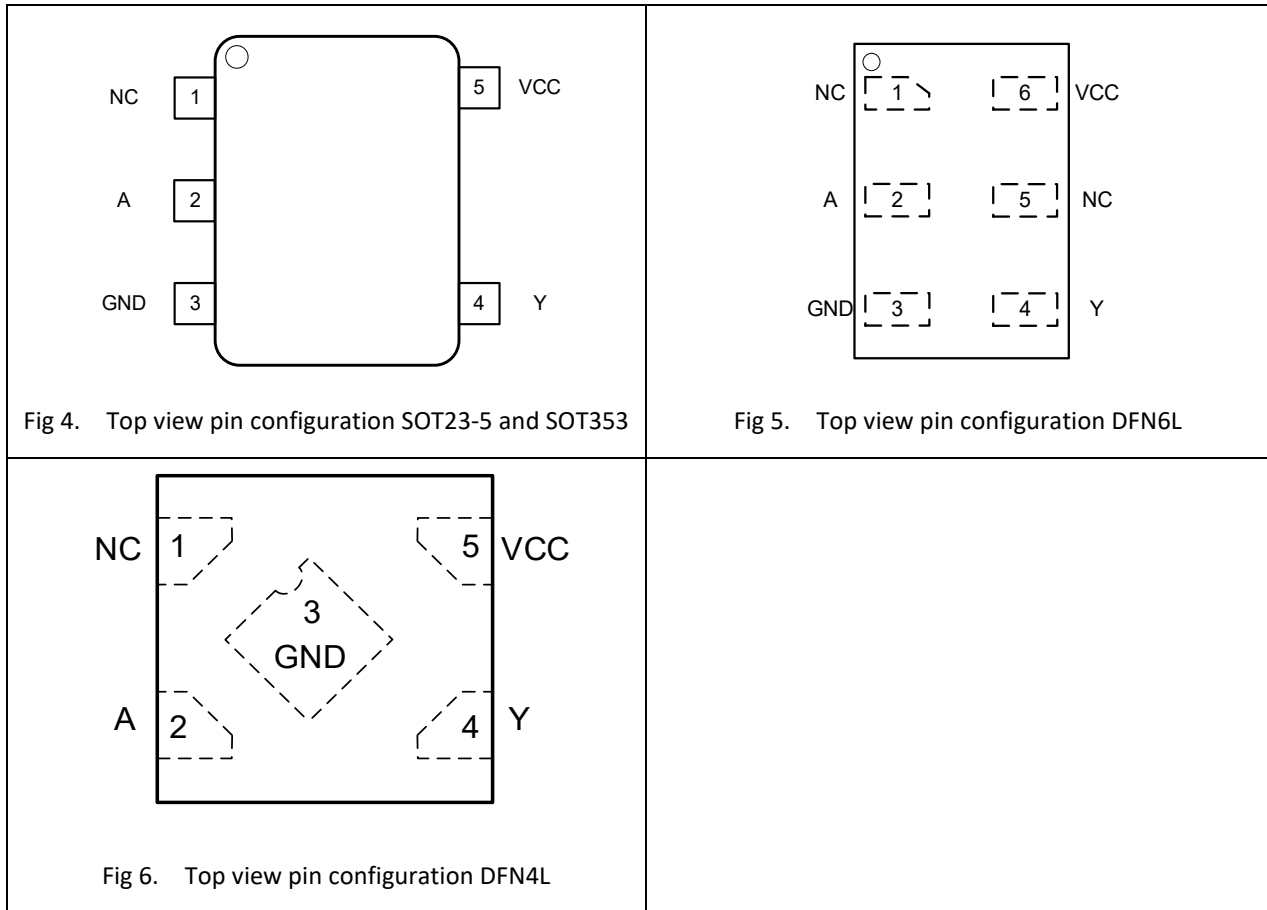 NC 1 5 VCC
A 2
GND 3 4 Y
Fig 4. Top view pin configuration SOT23-5 and SOT353
NC 1 6 VCC
A 2 5 NC
GND 3 4 Y
Fig 5. Top view pin configuration DFN6L
NC 1 5 VCC
3
GND
A 2 4 Y
Fig 6. Top view pin configuration DFN4L